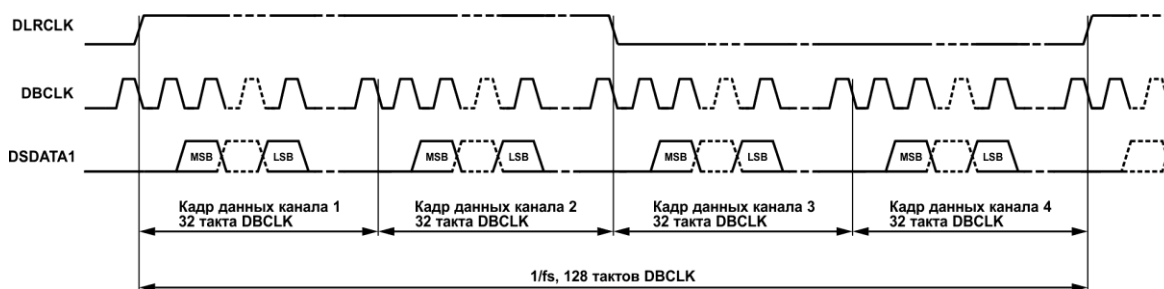 DLRCLK
DBCLK
DSDATA1
MSB LSB MSB LSB MSB LSB MSB LSB
Кадр данных канала 1
32 такта DBCLK
Кадр данных канала 2
32 такта DBCLK
Кадр данных канала 3
32 такта DBCLK
Кадр данных канала 4
32 такта DBCLK
1/fs, 128 тактов DBCLK